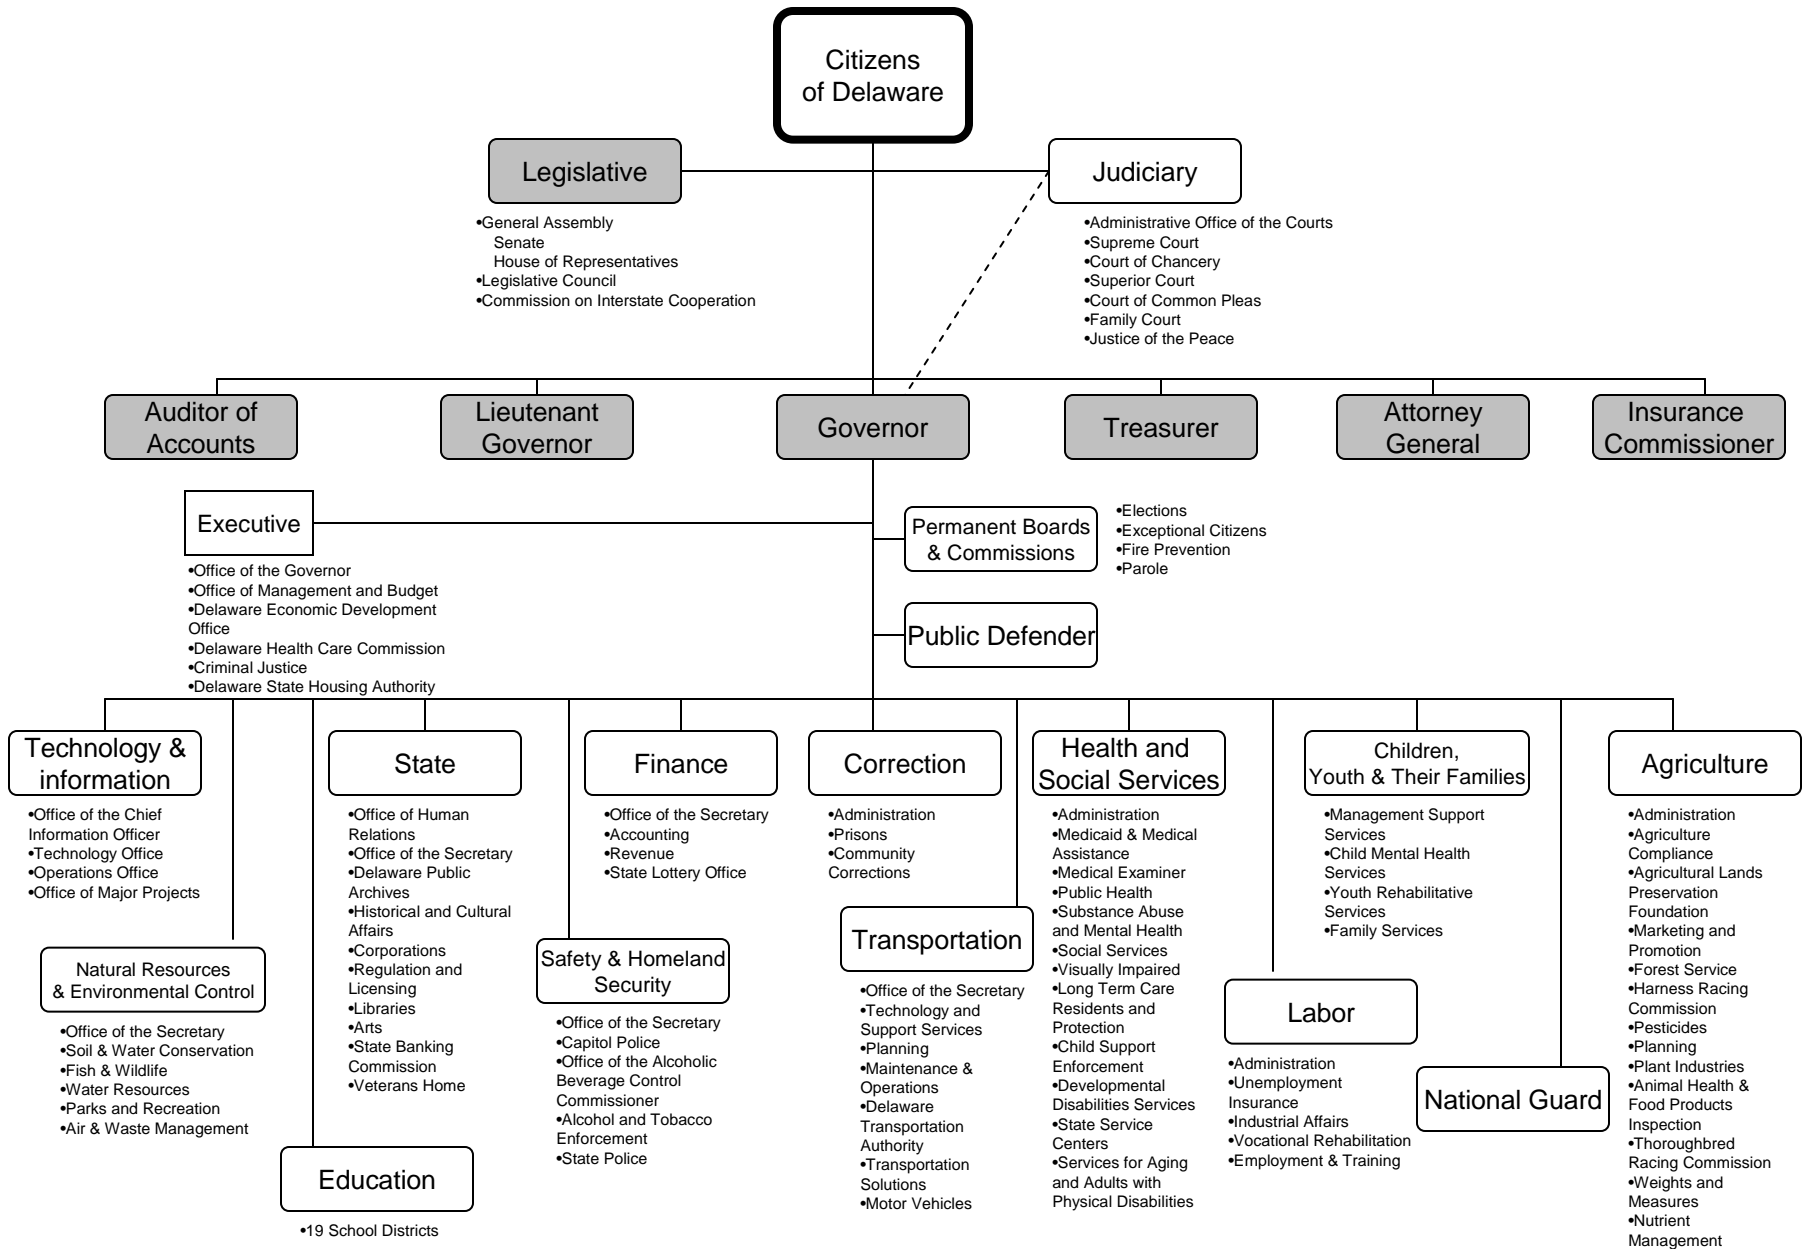 Citizens
of Delaware
Legislative
•General Assembly
Senate
House of Representatives
•Legislative Council
•Commission on Interstate Cooperation
Judiciary
•Administrative Office of the Courts
•Supreme Court
•Court of Chancery
•Superior Court
•Court of Common Pleas
•Family Court
•Justice of the Peace
Auditor of
Accounts
Lieutenant
Governor
Governor
Treasurer
Attorney
General
Insurance
Commissioner
Executive
•Office of the Governor
•Office of Management and Budget
•Delaware Economic Development
Office
•Delaware Health Care Commission
•Criminal Justice
•Delaware State Housing Authority
Permanent Boards
& Commissions
•Elections
•Exceptional Citizens
•Fire Prevention
•Parole
Public Defender
Technology &
information
•Office of the Chief
Information Officer
•Technology Office
•Operations Office
•Office of Major Projects
Natural Resources
& Environmental Control
•Office of the Secretary
•Soil & Water Conservation
•Fish & Wildlife
•Water Resources
•Parks and Recreation
•Air & Waste Management
Education
•19 School Districts
State
•Office of Human
Relations
•Office of the Secretary
•Delaware Public
Archives
•Historical and Cultural
Affairs
•Corporations
•Regulation and
Licensing
•Libraries
•Arts
•State Banking
Commission
•Veterans Home
Safety & Homeland
Security
•Office of the Secretary
•Capitol Police
•Office of the Alcoholic
Beverage Control
Commissioner
•Alcohol and Tobacco
Enforcement
•State Police
Finance
•Office of the Secretary
•Accounting
•Revenue
•State Lottery Office
Correction
•Administration
•Prisons
•Community
Corrections
Transportation
•Office of the Secretary
•Technology and
Support Services
•Planning
•Maintenance &
Operations
•Delaware
Transportation
Authority
•Transportation
Solutions
•Motor Vehicles
Health and
Social Services
•Administration
•Medicaid & Medical
Assistance
•Medical Examiner
•Public Health
•Substance Abuse
and Mental Health
•Social Services
•Visually Impaired
•Long Term Care
Residents and
Protection
•Child Support
Enforcement
•Developmental
Disabilities Services
•State Service
Centers
•Services for Aging
and Adults with
Physical Disabilities
Labor
•Administration
•Unemployment
Insurance
•Industrial Affairs
•Vocational Rehabilitation
•Employment & Training
Children,
Youth & Their Families
•Management Support
Services
•Child Mental Health
Services
•Youth Rehabilitative
Services
•Family Services
National Guard
Agriculture
•Administration
•Agriculture
Compliance
•Agricultural Lands
Preservation
Foundation
•Marketing and
Promotion
•Forest Service
•Harness Racing
Commission
•Pesticides
•Planning
•Plant Industries
•Animal Health &
Food Products
Inspection
•Thoroughbred
Racing Commission
•Weights and
Measures
•Nutrient
Management